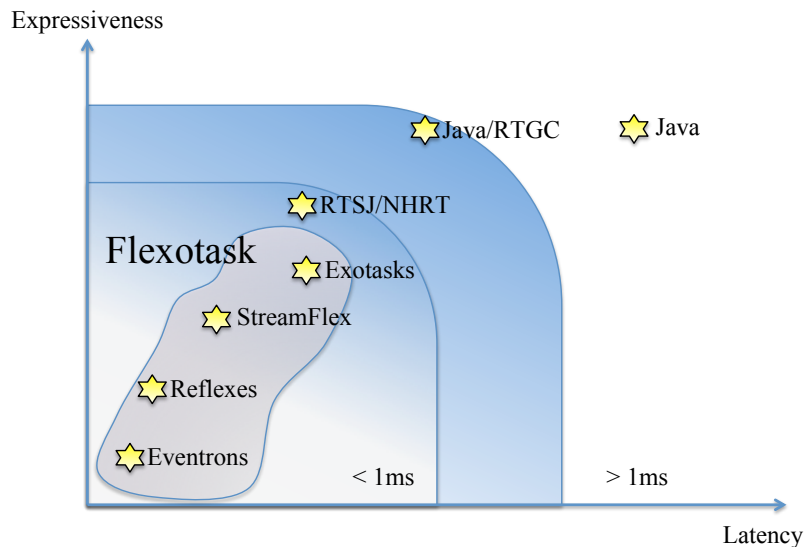 Expressiveness
Java/RTGC
Java
RTSJ/NHRT
Flexotask
Exotasks
StreamFlex
Reflexes
Eventrons
< 1ms
> 1ms
Latency